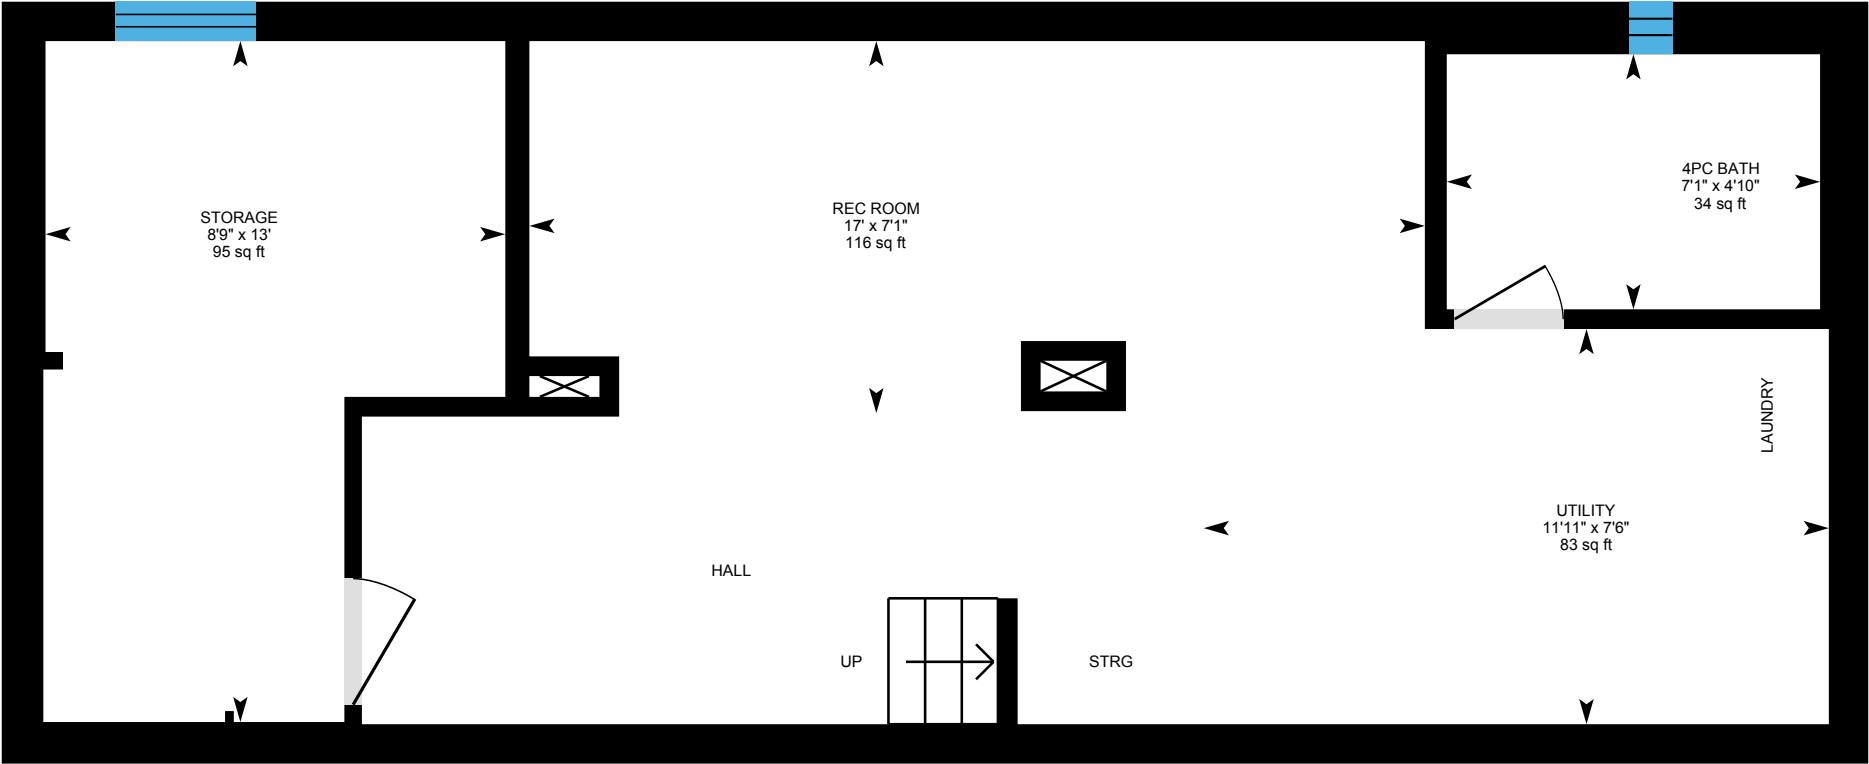 STORAGE
8'9" x 13'
95 sq ft
REC ROOM
17' x 7'1"
116 sq ft
4PC BATH
7'1" x 4'10"
34 sq ft
LAUNDRY
UTILITY
11'11" x 7'6"
83 sq ft
HALL
UP
STRG